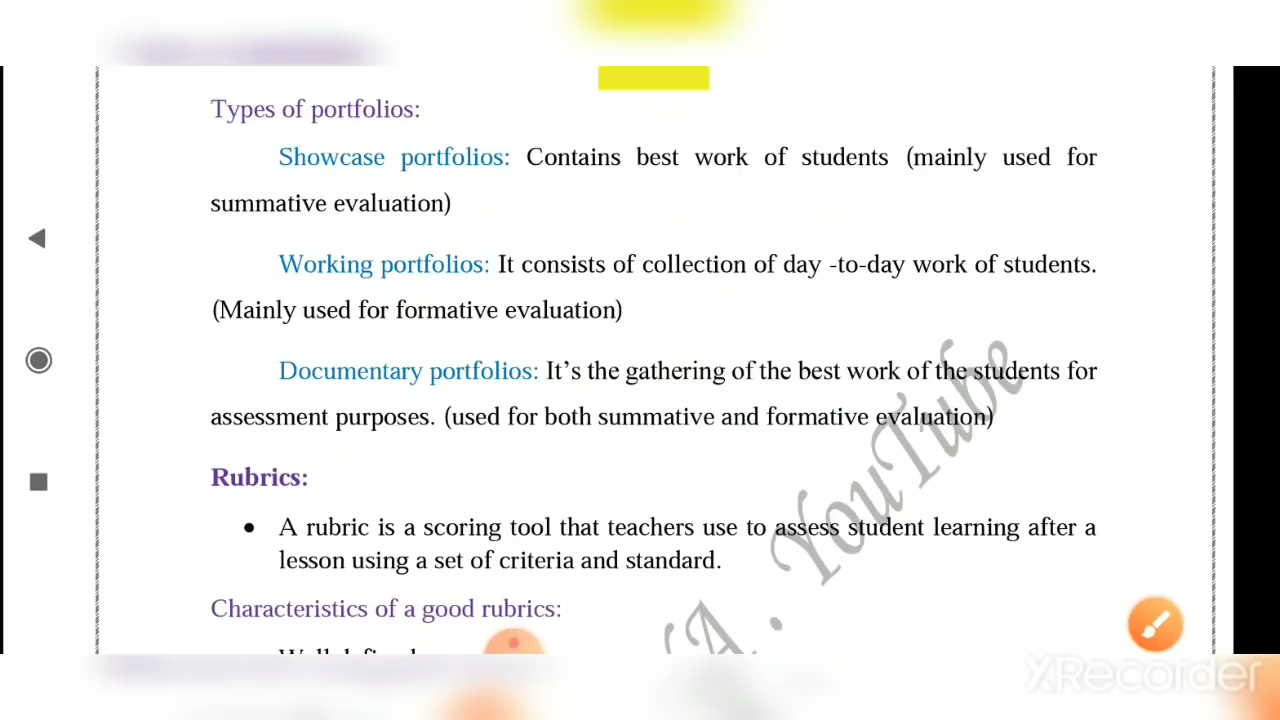 Types of portfolios:
Showcase portfolios: Contains best work of students (mainly used for
summative evaluation)
Working portfolios: It consists of collection of day -to-day work of students.
(Mainly used for formative evaluation)
Documentary portfolios: It's the gathering of the best work of the students for
assessment purposes. (used for both summative and formative evaluation)
Rubrics:
• A rubric is a scoring tool that teachers use to assess student learning after a
lesson using a set of criteria and standard.
Characteristics of a good rubrics:
A . YouTube
XRecorder